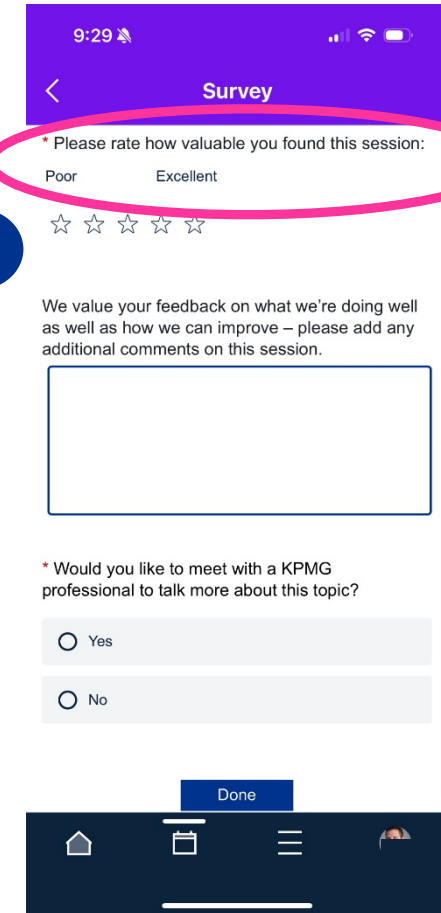 9:29
Survey
* Please rate how valuable you found this session:
Poor Excellent
We value your feedback on what we’re doing well
as well as how we can improve – please add any
additional comments on this session.
* Would you like to meet with a KPMG
professional to talk more about this topic?
Yes
No
Done